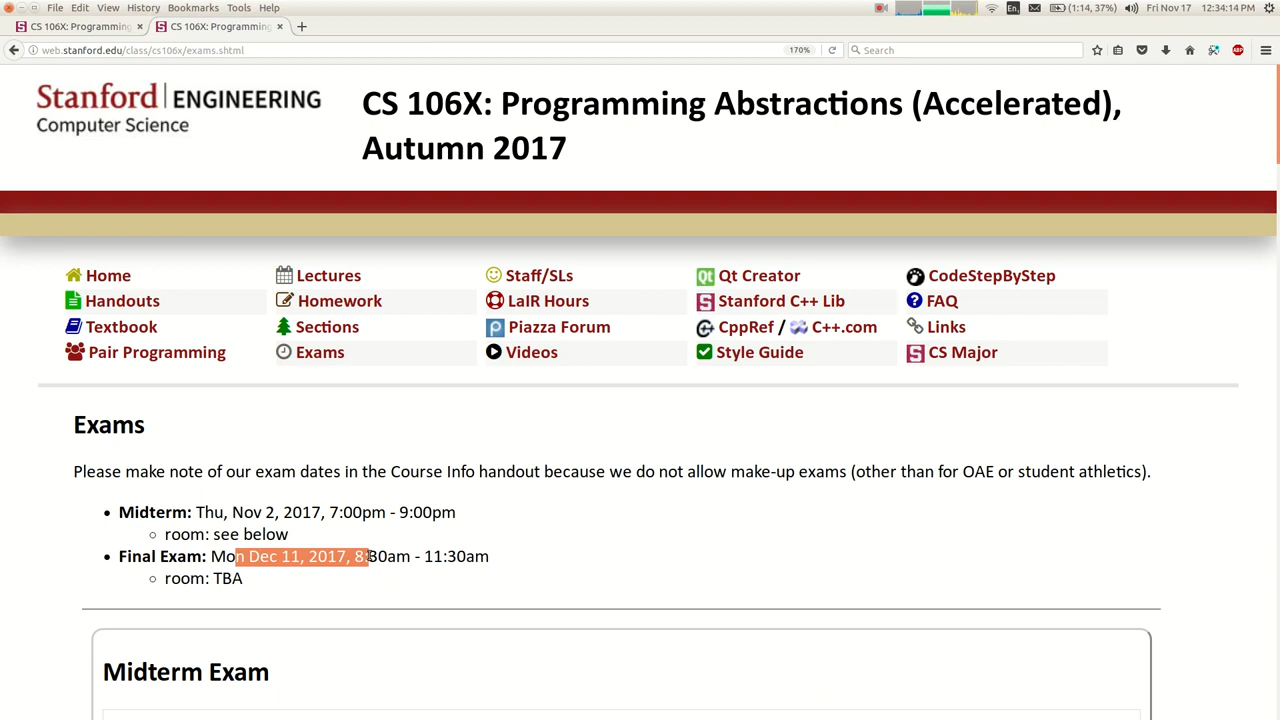 File Edit View History Bookmarks Tools Help
En
(1:14, 37%)
Fri Nov 17
12:34:14 PM
CS 106X: Programming ×
CS 106X: Programming ×
web.stanford.edu/class/cs106x/exams.shtml
170%
Search
ABP
Stanford | ENGINEERING
Computer Science
CS 106X: Programming Abstractions (Accelerated),
Autumn 2017
Home Lectures Staff/SLs Qt Creator CodeStepByStep
Handouts Homework LaIR Hours Stanford C++ Lib FAQ
Textbook Sections Piazza Forum CppRef / C++.com Links
Pair Programming Exams Videos Style Guide CS Major
Exams
Please make note of our exam dates in the Course Info handout because we do not allow make-up exams (other than for OAE or student athletics).
• Midterm: Thu, Nov 2, 2017, 7:00pm - 9:00pm
room: see below
• Final Exam: Mon Dec 11, 2017, 8:30am - 11:30am
room: TBA
Midterm Exam